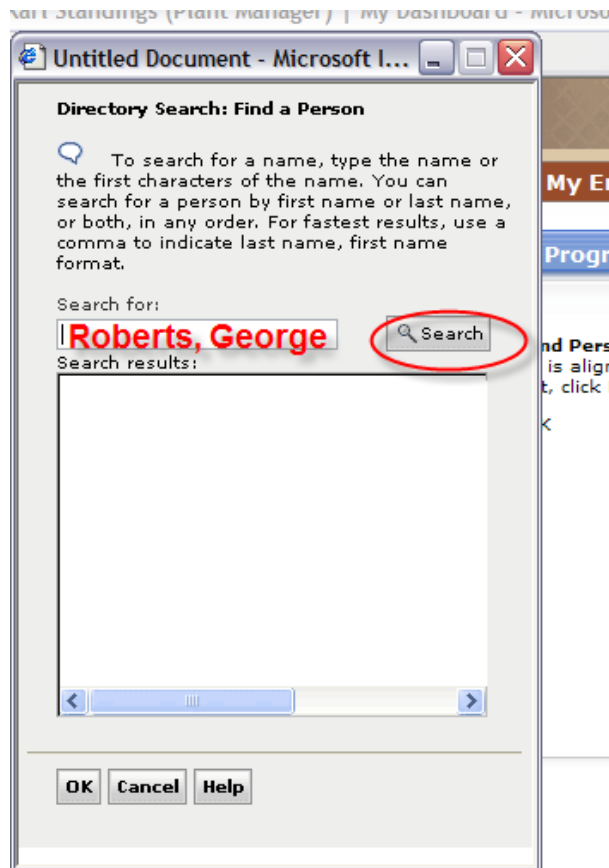 Karl Standings (Plant Manager) | My Dashboard - Microso
Untitled Document - Microsoft I...
Directory Search: Find a Person
To search for a name, type the name or
the first characters of the name. You can
search for a person by first name or last name,
or both, in any order. For fastest results, use a
comma to indicate last name, first name
format.
Search for:
Roberts, George
Search
Search results:
OK Cancel Help
My E
Progr
nd Pers
is align
t, click